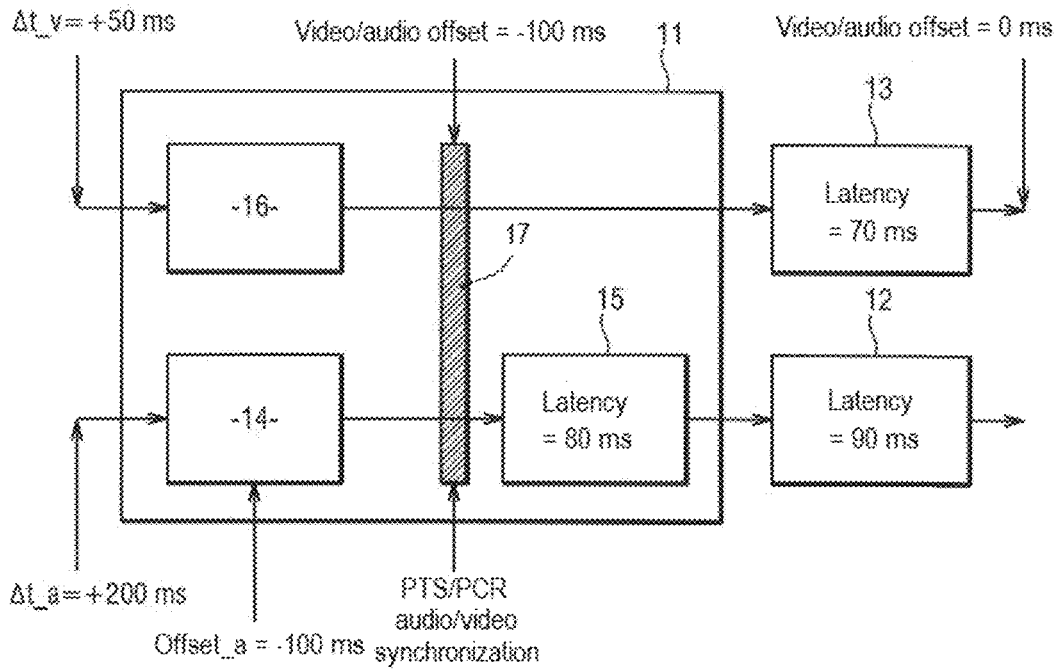 Δt_v=+50 ms
Video/audio offset = -100 ms
11
Video/audio offset = 0 ms
13
-16-
Latency
= 70 ms
17
15
12
-14-
Latency
= 80 ms
Latency
= 90 ms
Δt_a=+200 ms
Offset_a = -100 ms
PTS/PCR
audio/video
synchronization